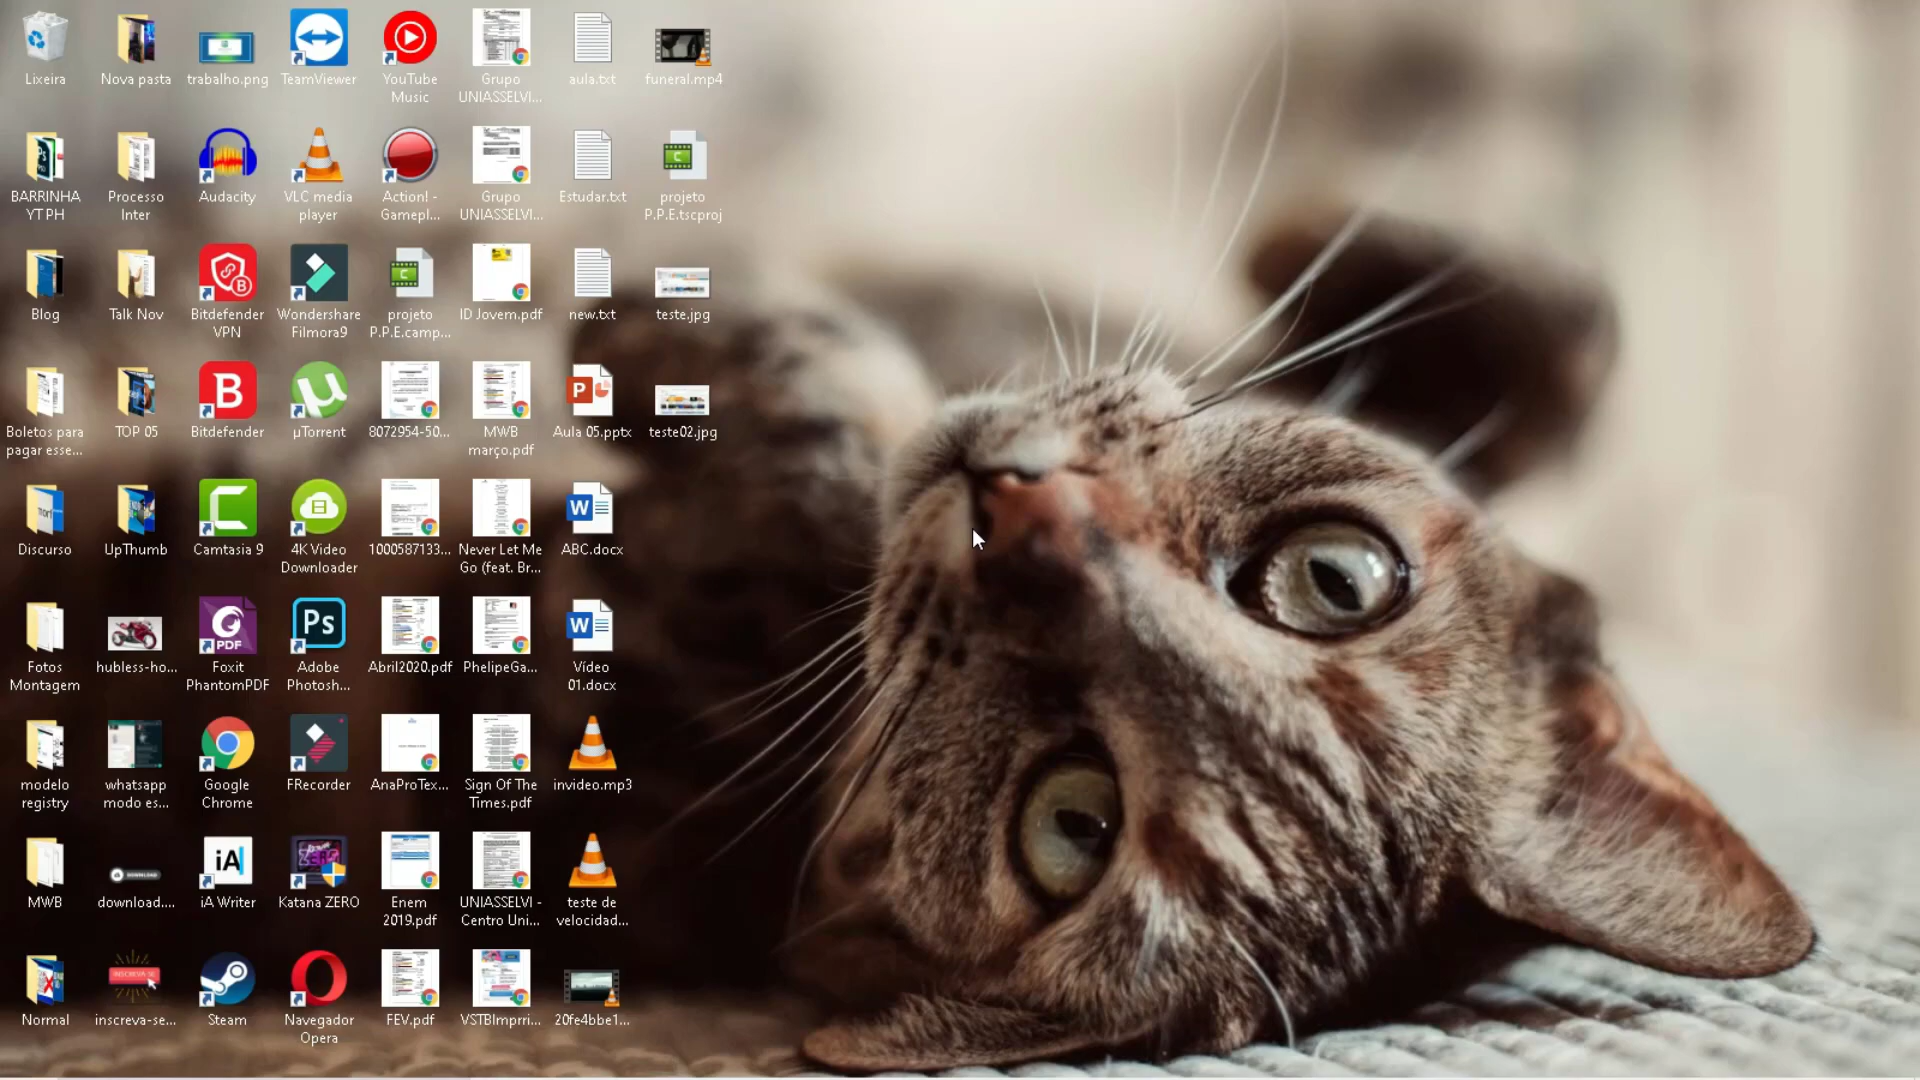 Lixeira
Nova pasta
trabalho.png
TeamViewer
YouTube
Music
Grupo
UNIASSELVI...
aula.txt
funeral.mp4
BARRINHA
YT PH
Processo
Inter
Audacity
VLC media
player
Action! -
Gamepl...
Grupo
UNIASSELVI...
Estudar.txt
projeto
P.P.E.tscproj
Blog
Talk Nov
Bitdefender
VPN
Wondershare
Filmora9
projeto
P.P.E.camp...
ID Jovem.pdf
new.txt
teste.jpg
Boletos para
pagar esse...
TOP 05
Bitdefender
µTorrent
8072954-50...
MWB
março.pdf
Aula 05.pptx
teste02.jpg
Discurso
UpThumb
Camtasia 9
4K Video
Downloader
1000587133...
Never Let Me
Go (feat. Br...
ABC.docx
Fotos
Montagem
hubless-ho...
PDF
Foxit
PhantomPDF
Ps
Adobe
Photosh...
Abril2020.pdf
PhelipeGa...
Vídeo
01.docx
modelo
registry
whatsapp
modo es...
Google
Chrome
FRecorder
AnaProTex...
Sign Of The
Times.pdf
invideo.mp3
MWB
DOWNLOAD
download....
iA
iA Writer
Katana ZERO
Enem
2019.pdf
UNIASSELVI -
Centro Uni...
teste de
velocidad...
Normal
INSCREVA-SE
inscreva-se...
Steam
Navegador
Opera
FEV.pdf
VSTBImprri...
20fe4bbe1...